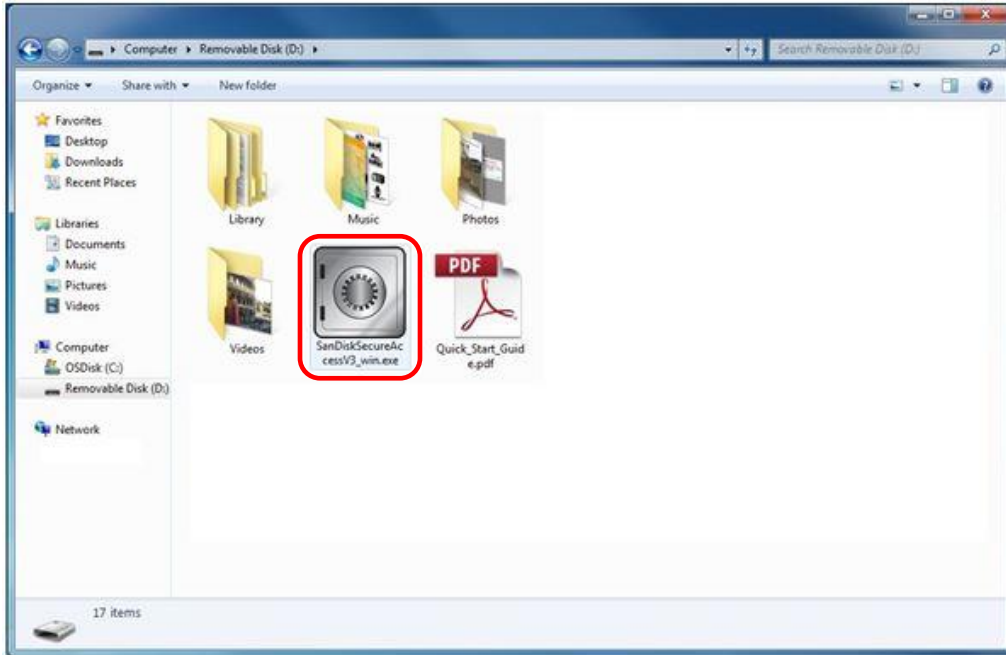 Computer ▸ Removable Disk (D:) ▸
Search Removable Disk (D:)
Organize
Share with
New folder
Favorites
Desktop
Downloads
Recent Places
Libraries
Documents
Music
Pictures
Videos
Computer
OSDisk (C:)
Removable Disk (D:)
Network
Library
Music
Photos
Videos
SanDiskSecureAc
cessV3_win.exe
PDF
Quick_Start_Guid
e.pdf
17 items